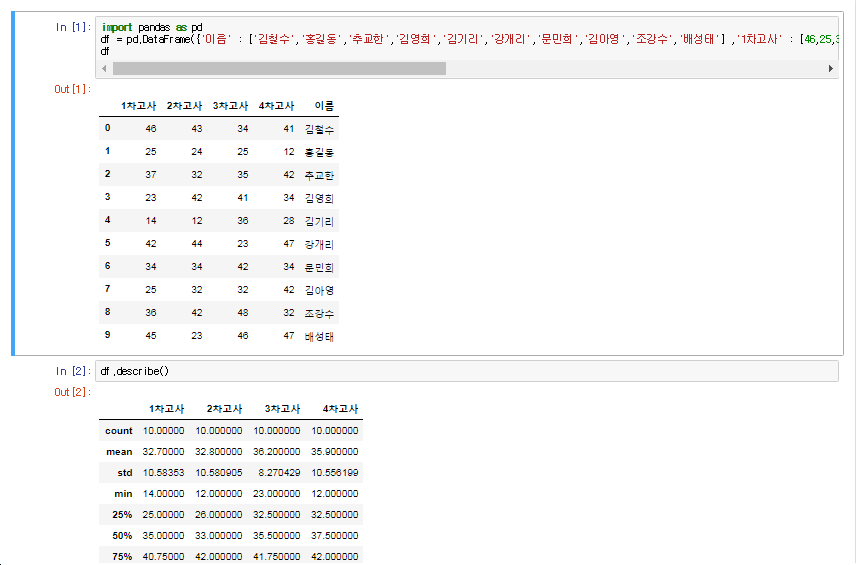 In [1]: import pandas as pd
df = pd.DataFrame({'이름' : ['김철수','홍길동','추교한','김영희','김기리','강개리','문민희','김아영','조강수','배성태'] ,'1차고사' : [46,25,3
df
Out[1]:
1차고사 2차고사 3차고사 4차고사 이름
0 46 43 34 41 김철수
1 25 24 25 12 홍길동
2 37 32 35 42 추교한
3 23 42 41 34 김영희
4 14 12 36 28 김기리
5 42 44 23 47 강개리
6 34 34 42 34 문민희
7 25 32 32 42 김아영
8 36 42 48 32 조강수
9 45 23 46 47 배성태
In [2]: df.describe()
Out[2]:
1차고사 2차고사 3차고사 4차고사
count 10.00000 10.000000 10.000000 10.000000
mean 32.70000 32.800000 36.200000 35.900000
std 10.58353 10.580905 8.270429 10.556199
min 14.00000 12.000000 23.000000 12.000000
25% 25.00000 26.000000 32.500000 32.500000
50% 35.00000 33.000000 35.500000 37.500000
75% 40.75000 42.000000 41.750000 42.000000